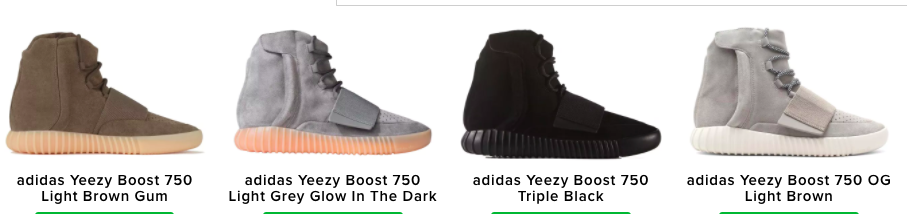 adidas Yeezy Boost 750
Light Brown Gum
adidas Yeezy Boost 750
Light Grey Glow In The Dark
adidas Yeezy Boost 750
Triple Black
adidas Yeezy Boost 750 OG
Light Brown